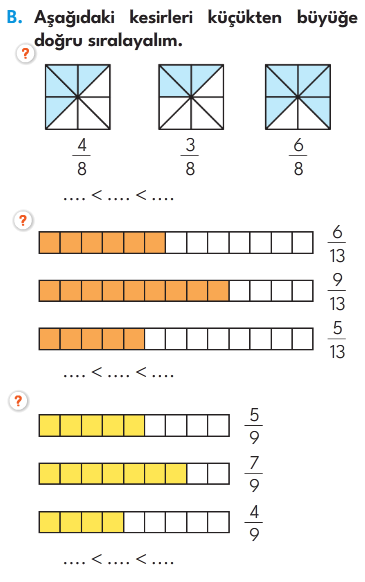 B. Aşağıdaki kesirleri küçükten büyüğe
doğru sıralayalım.
?
4/8 3/8 6/8
.... < .... < ....
?
6/13
9/13
5/13
.... < .... < ....
?
5/9
7/9
4/9
.... < .... < ....